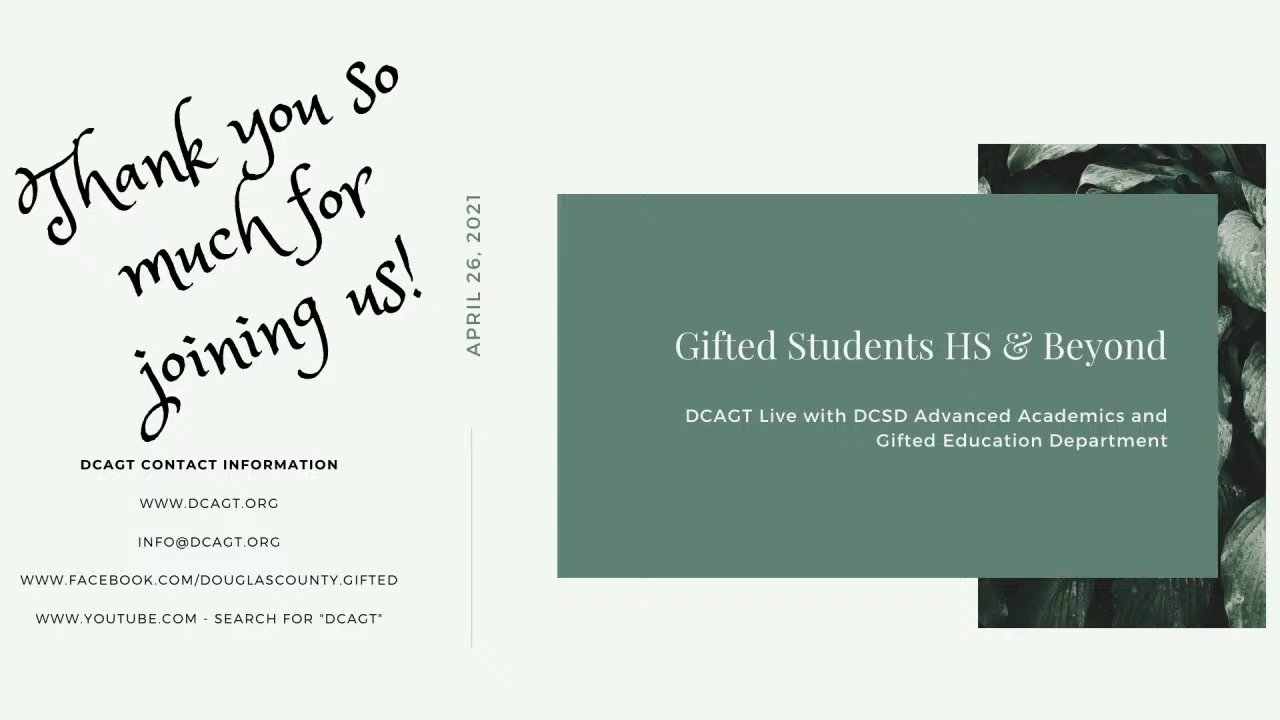 Thank you so
much for
joining us!
DCAGT CONTACT INFORMATION
WWW.DCAGT.ORG
INFO@DCAGT.ORG
WWW.FACEBOOK.COM/DOUGLASCOUNTY.GIFTED
WWW.YOUTUBE.COM - SEARCH FOR "DCAGT"
APRIL 26, 2021
Gifted Students HS & Beyond
DCAGT Live with DCSD Advanced Academics and
Gifted Education Department